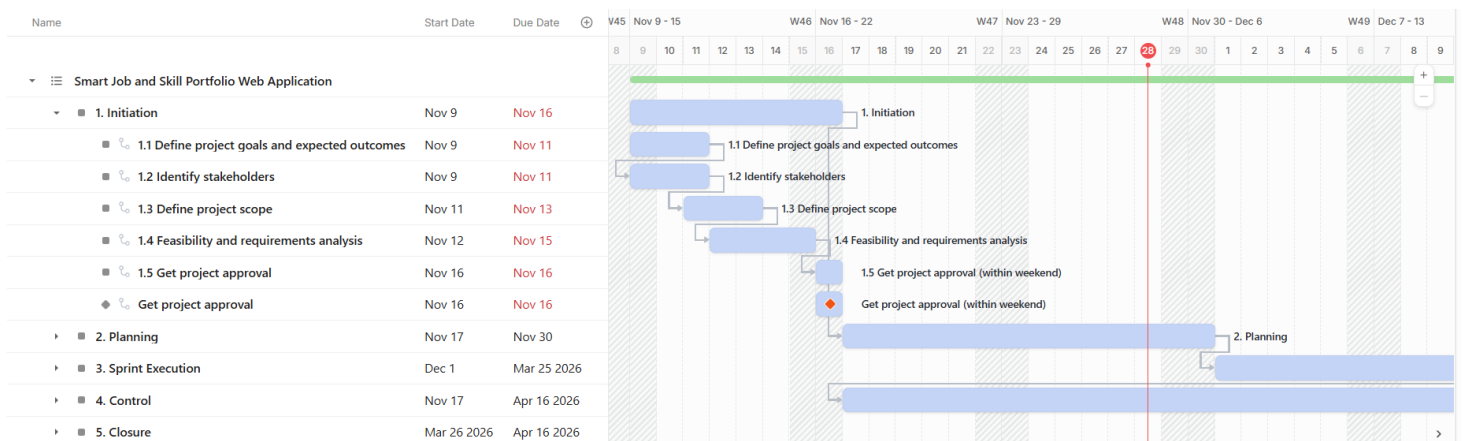 Name Start Date Due Date W45 Nov 9 - 15 W46 Nov 16 - 22 W47 Nov 23 - 29 W48 Nov 30 - Dec 6 W49 Dec 7 - 13
8 9 10 11 12 13 14 15 16 17 18 19 20 21 22 23 24 25 26 27 28 29 30 1 2 3 4 5 6 7 8 9
Smart Job and Skill Portfolio Web Application
1. Initiation Nov 9 Nov 16 1. Initiation
1.1 Define project goals and expected outcomes Nov 9 Nov 11 1.1 Define project goals and expected outcomes
1.2 Identify stakeholders Nov 9 Nov 11 1.2 Identify stakeholders
1.3 Define project scope Nov 11 Nov 13 1.3 Define project scope
1.4 Feasibility and requirements analysis Nov 12 Nov 15 1.4 Feasibility and requirements analysis
1.5 Get project approval Nov 16 Nov 16 1.5 Get project approval (within weekend)
Get project approval Nov 16 Nov 16 Get project approval (within weekend)
2. Planning Nov 17 Nov 30 2. Planning
3. Sprint Execution Dec 1 Mar 25 2026
4. Control Nov 17 Apr 16 2026
5. Closure Mar 26 2026 Apr 16 2026